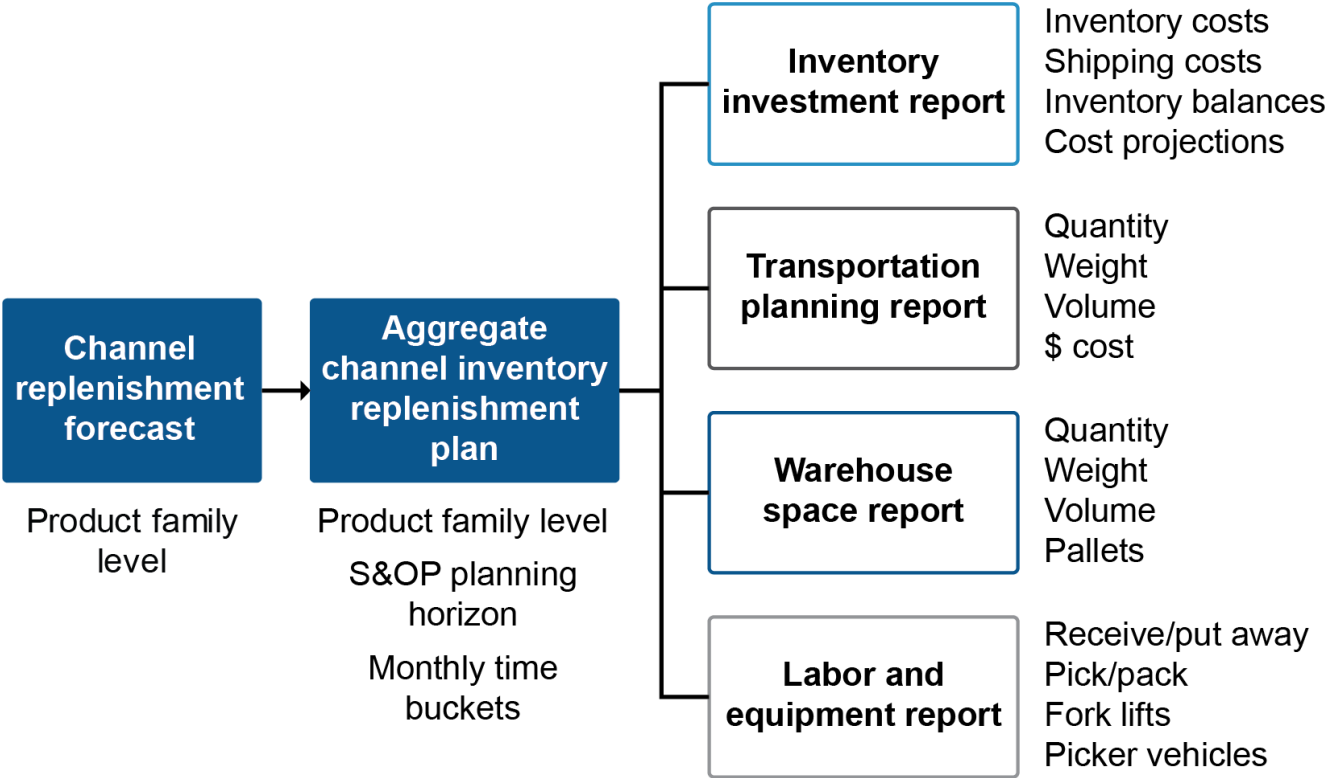 Channel
replenishment
forecast
Product family
level
Aggregate
channel inventory
replenishment
plan
Product family level
S&OP planning
horizon
Monthly time
buckets
Inventory
investment report
Inventory costs
Shipping costs
Inventory balances
Cost projections
Transportation
planning report
Quantity
Weight
Volume
$ cost
Warehouse
space report
Quantity
Weight
Volume
Pallets
Labor and
equipment report
Receive/put away
Pick/pack
Fork lifts
Picker vehicles